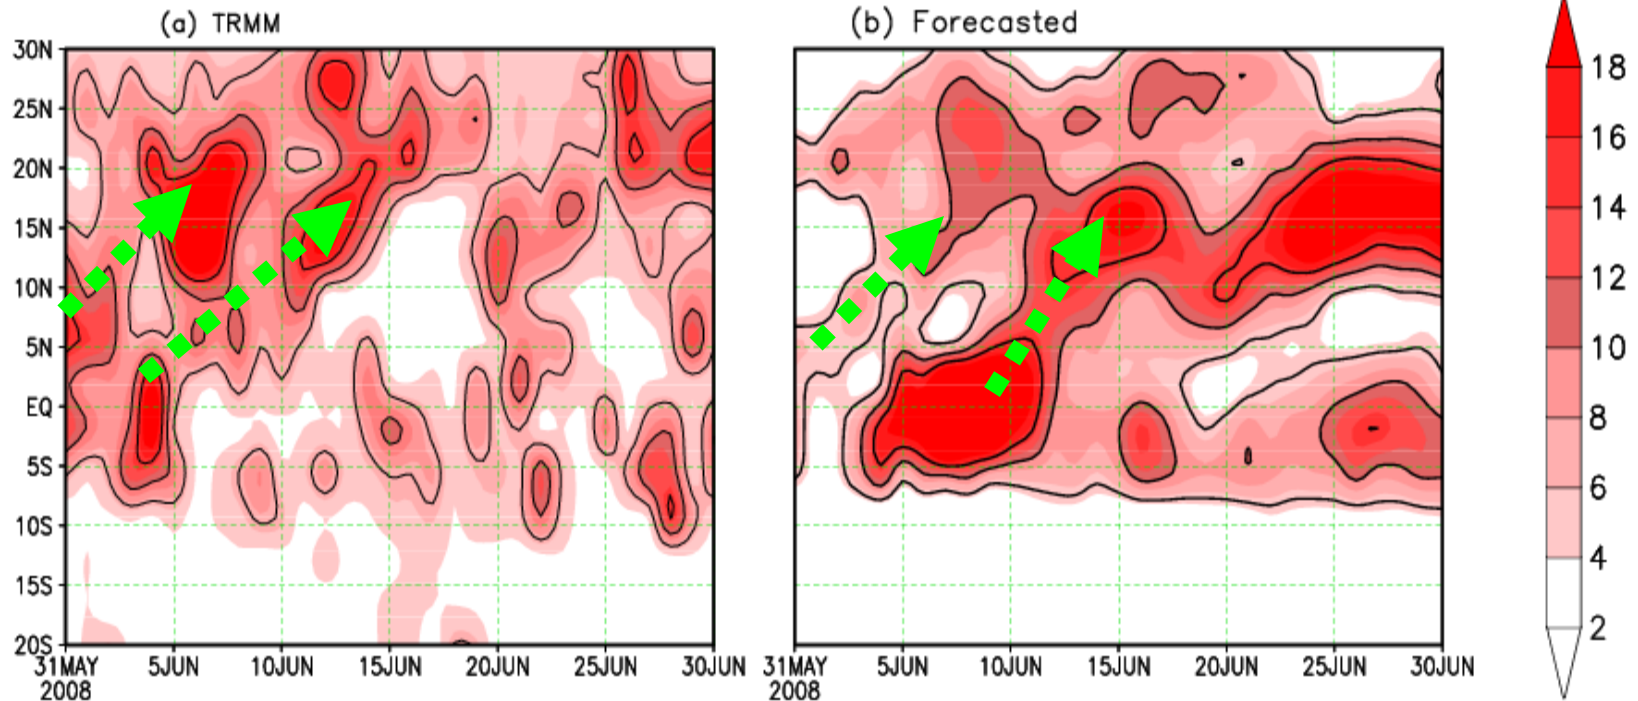 (a) TRMM
(b) Forecasted
30N
25N
20N
15N
10N
5N
EQ
5S
10S
15S
20S
31MAY 5JUN 10JUN 15JUN 20JUN 25JUN 30JUN
2008
31MAY 5JUN 10JUN 15JUN 20JUN 25JUN 30JUN
2008
18
16
14
12
10
8
6
4
2